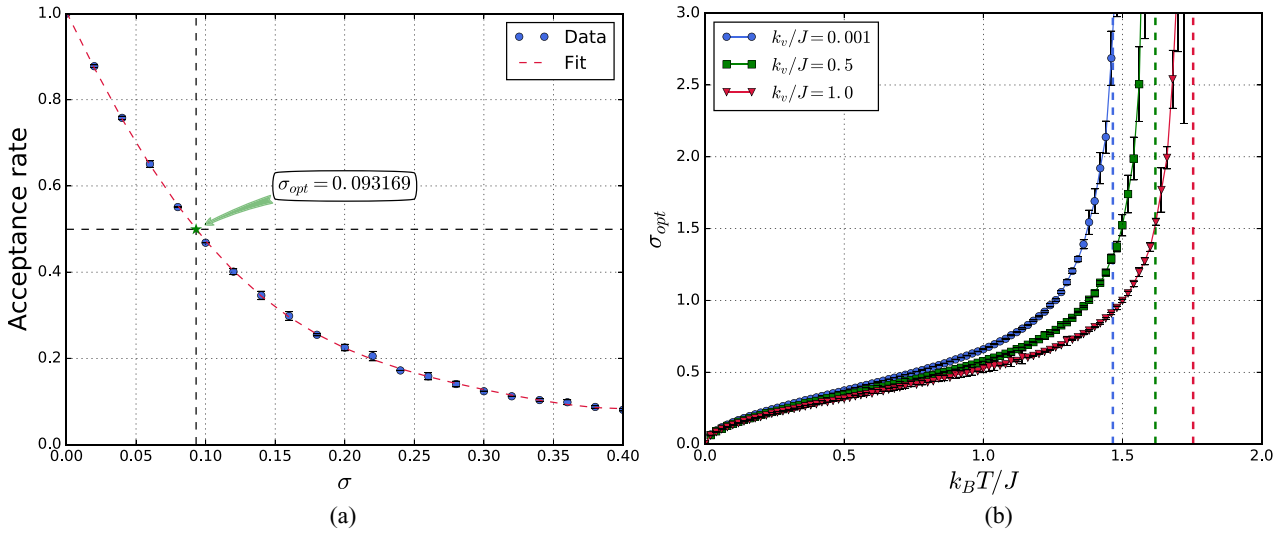 Acceptance rate
1.0
0.8
0.6
0.4
0.2
0.0
0.00 0.05 0.10 0.15 0.20 0.25 0.30 0.35 0.40
σ
Data
Fit
σ_opt = 0.093169
(a)
σ_opt
3.0
2.5
2.0
1.5
1.0
0.5
0.0
0.0 0.5 1.0 1.5 2.0
k_B T/J
k_v/J = 0.001
k_v/J = 0.5
k_v/J = 1.0
(b)